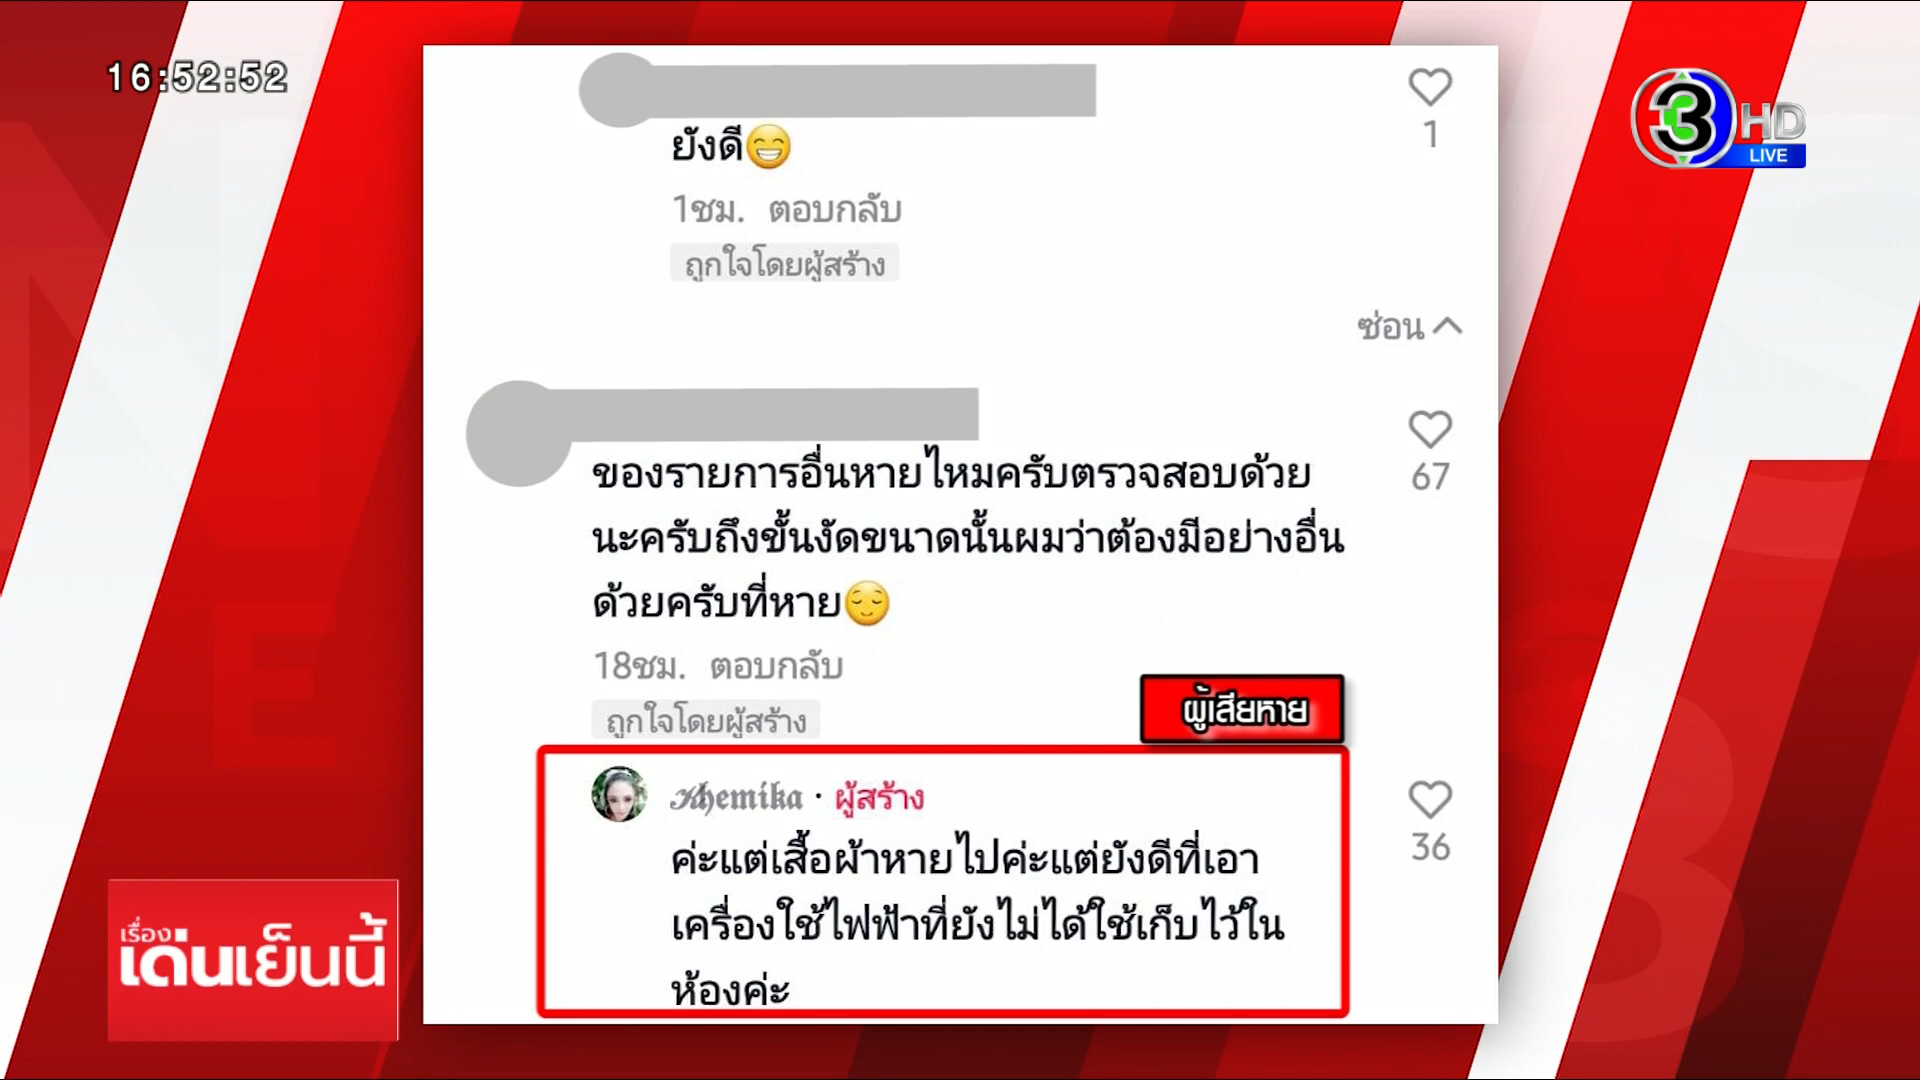 16:52:52
3 HD
LIVE
1
ยังดี😁
1ชม. ตอบกลับ
ถูกใจโดยผู้สร้าง
ซ่อน
ของรายการอื่นหายไหมครับตรวจสอบด้วย
67
นะครับถึงขั้นงัดขนาดนั้นผมว่าต้องมีอย่างอื่น
ด้วยครับที่หาย😌
18ชม. ตอบกลับ
ถูกใจโดยผู้สร้าง
ผู้เสียหาย
Khemika · ผู้สร้าง
36
ค่ะแต่เสื้อผ้าหายไปค่ะแต่ยังดีที่เอา
เครื่องใช้ไฟฟ้าที่ยังไม่ได้ใช้เก็บไว้ใน
ห้องค่ะ
เรื่อง
เด่นเย็นนี้